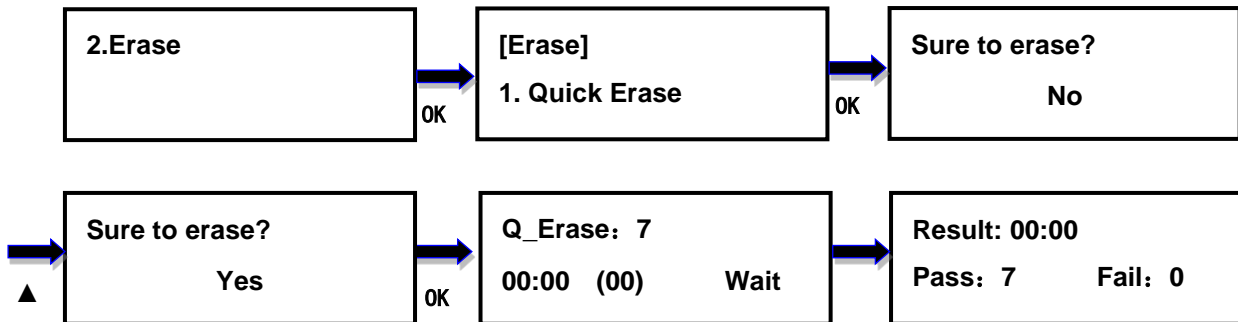 2.Erase
OK
[Erase]
1. Quick Erase
OK
Sure to erase?
No
▲
Sure to erase?
Yes
OK
Q_Erase：7
00:00 (00) Wait
Result: 00:00
Pass：7 Fail：0